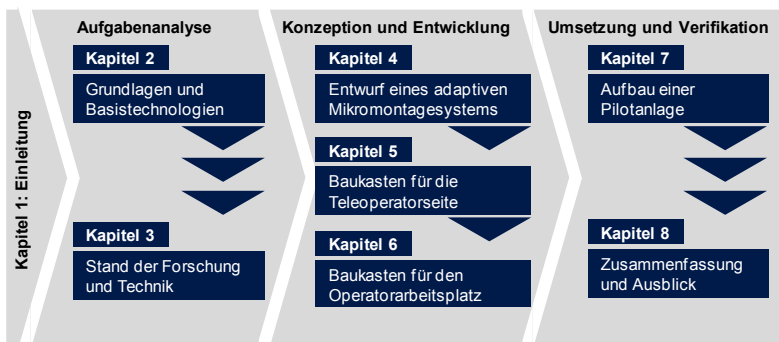 Kapitel 1: Einleitung
Aufgabenanalyse
Kapitel 2
Grundlagen und
Basistechnologien
Kapitel 3
Stand der Forschung
und Technik
Konzeption und Entwicklung
Kapitel 4
Entwurf eines adaptiven
Mikromontagesystems
Kapitel 5
Baukasten für die
Teleoperatorseite
Kapitel 6
Baukasten für den
Operatorarbeitsplatz
Umsetzung und Verifikation
Kapitel 7
Aufbau einer
Pilotanlage
Kapitel 8
Zusammenfassung
und Ausblick